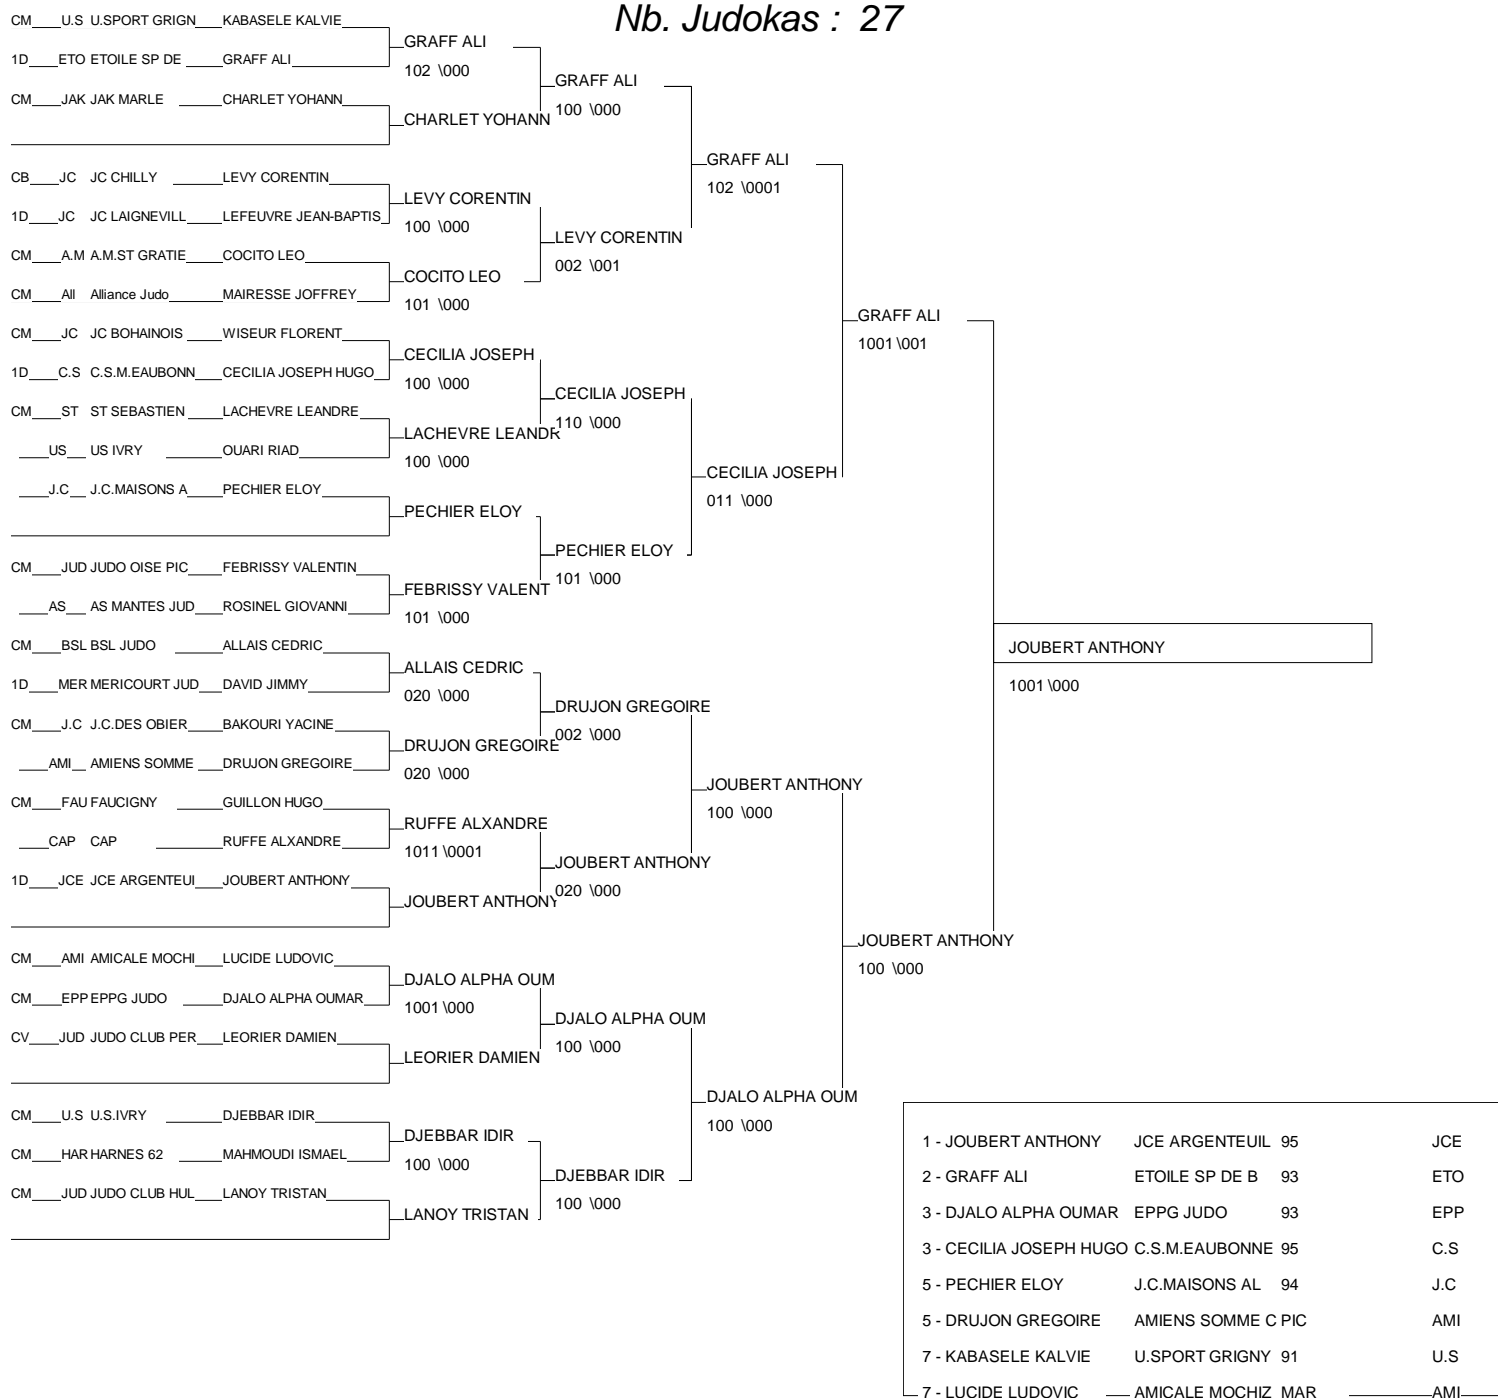 Nb. Judokas : 27
CM U.S U.SPORT GRIGN KABASELE KALVIE
1D ETO ETOILE SP DE GRAFF ALI
CM JAK JAK MARLE CHARLET YOHANN
CB JC JC CHILLY LEVY CORENTIN
1D JC JC LAIGNEVILL LEFEUVRE JEAN-BAPTIS
CM A.M A.M.ST GRATIE COCITO LEO
CM All Alliance Judo MAIRESSE JOFFREY
CM JC JC BOHAINOIS WISEUR FLORENT
1D C.S C.S.M.EAUBONN CECILIA JOSEPH HUGO
CM ST ST SEBASTIEN LACHEVRE LEANDRE
US US IVRY OUARI RIAD
J.C J.C.MAISONS A PECHIER ELOY
CM JUD JUDO OISE PIC FEBRISSY VALENTIN
AS AS MANTES JUD ROSINEL GIOVANNI
CM BSL BSL JUDO ALLAIS CEDRIC
1D MER MERICOURT JUD DAVID JIMMY
CM J.C J.C.DES OBIER BAKOURI YACINE
AMI AMIENS SOMME DRUJON GREGOIRE
CM FAU FAUCIGNY GUILLON HUGO
CAP CAP RUFFE ALXANDRE
1D JCE JCE ARGENTEUI JOUBERT ANTHONY
CM AMI AMICALE MOCHI LUCIDE LUDOVIC
CM EPP EPPG JUDO DJALO ALPHA OUMAR
CV JUD JUDO CLUB PER LEORIER DAMIEN
CM U.S U.S.IVRY DJEBBAR IDIR
CM HAR HARNES 62 MAHMOUDI ISMAEL
CM JUD JUDO CLUB HUL LANOY TRISTAN
GRAFF ALI
102 \000
CHARLET YOHANN
LEVY CORENTIN
100 \000
COCITO LEO
101 \000
CECILIA JOSEPH
100 \000
LACHEVRE LEANDR
100 \000
PECHIER ELOY
FEBRISSY VALENT
101 \000
ALLAIS CEDRIC
020 \000
DRUJON GREGOIRE
020 \000
RUFFE ALXANDRE
1011 \0001
JOUBERT ANTHONY
DJALO ALPHA OUM
1001 \000
LEORIER DAMIEN
DJEBBAR IDIR
100 \000
LANOY TRISTAN
GRAFF ALI
100 \000
LEVY CORENTIN
002 \001
CECILIA JOSEPH
110 \000
PECHIER ELOY
101 \000
DRUJON GREGOIRE
002 \000
JOUBERT ANTHONY
020 \000
DJALO ALPHA OUM
100 \000
DJEBBAR IDIR
100 \000
GRAFF ALI
102 \0001
CECILIA JOSEPH
011 \000
JOUBERT ANTHONY
100 \000
DJALO ALPHA OUM
100 \000
GRAFF ALI
1001 \001
JOUBERT ANTHONY
100 \000
JOUBERT ANTHONY
1001 \000
1 - JOUBERT ANTHONY JCE ARGENTEUIL 95 JCE
2 - GRAFF ALI ETOILE SP DE B 93 ETO
3 - DJALO ALPHA OUMAR EPPG JUDO 93 EPP
3 - CECILIA JOSEPH HUGO C.S.M.EAUBONNE 95 C.S
5 - PECHIER ELOY J.C.MAISONS AL 94 J.C
5 - DRUJON GREGOIRE AMIENS SOMME C PIC AMI
7 - KABASELE KALVIE U.SPORT GRIGNY 91 U.S
7 - LUCIDE LUDOVIC AMICALE MOCHIZ MAR AMI